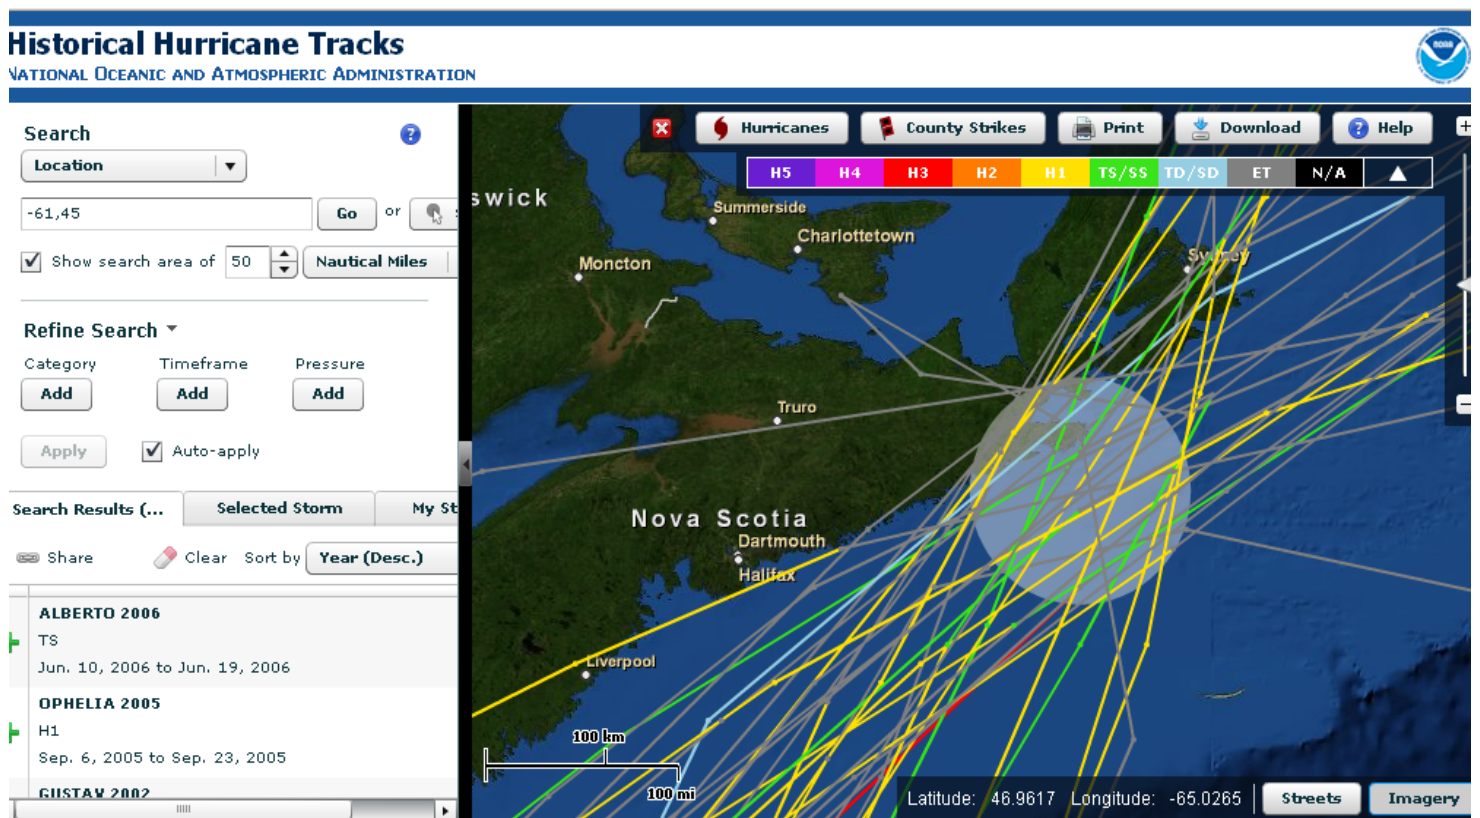 Historical Hurricane Tracks
NATIONAL OCEANIC AND ATMOSPHERIC ADMINISTRATION
NOAA
Search
?
Location
-61,45
Go or
Show search area of 50 Nautical Miles
Refine Search
Category Timeframe Pressure
Add Add Add
Apply Auto-apply
Search Results (... Selected Storm My St
Share Clear Sort by Year (Desc.)
ALBERTO 2006
TS
Jun. 10, 2006 to Jun. 19, 2006
OPHELIA 2005
H1
Sep. 6, 2005 to Sep. 23, 2005
GUSTAV 2002
Hurricanes County Strikes Print Download ? Help
H5 H4 H3 H2 H1 TS/SS TD/SD ET N/A
swick
Summerside
Charlottetown
Sydney
Moncton
Truro
Nova Scotia
Dartmouth
Halifax
Liverpool
100 km
100 mi
Latitude: 46.9617 Longitude: -65.0265 Streets Imagery